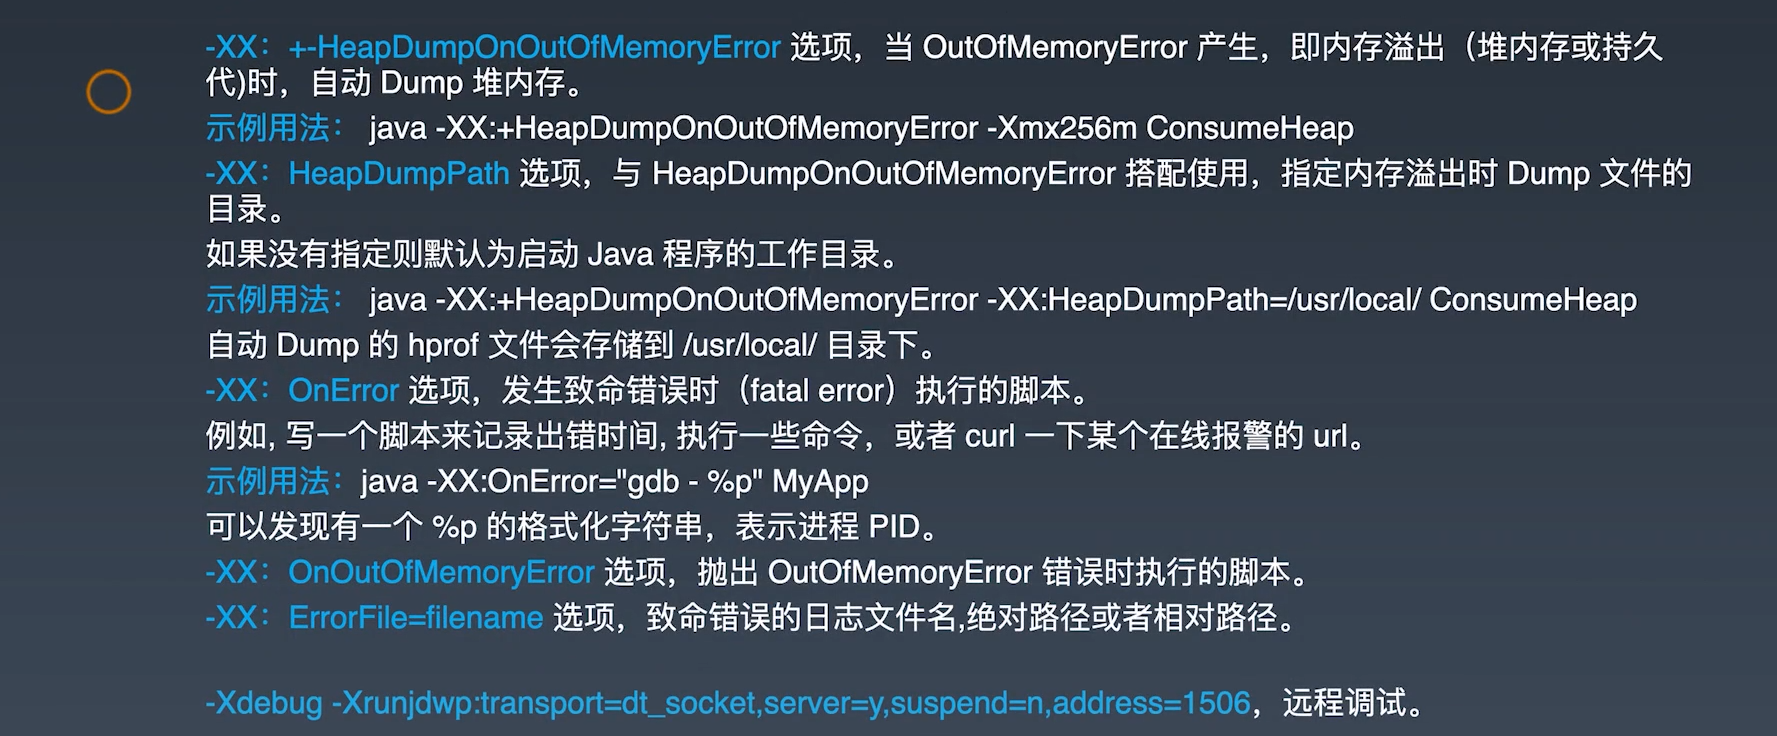 -XX：+-HeapDumpOnOutOfMemoryError 选项，当 OutOfMemoryError 产生，即内存溢出（堆内存或持久
代)时，自动 Dump 堆内存。
示例用法： java -XX:+HeapDumpOnOutOfMemoryError -Xmx256m ConsumeHeap
-XX：HeapDumpPath 选项，与 HeapDumpOnOutOfMemoryError 搭配使用，指定内存溢出时 Dump 文件的
目录。
如果没有指定则默认为启动 Java 程序的工作目录。
示例用法： java -XX:+HeapDumpOnOutOfMemoryError -XX:HeapDumpPath=/usr/local/ ConsumeHeap
自动 Dump 的 hprof 文件会存储到 /usr/local/ 目录下。
-XX：OnError 选项，发生致命错误时（fatal error）执行的脚本。
例如, 写一个脚本来记录出错时间, 执行一些命令，或者 curl 一下某个在线报警的 url。
示例用法：java -XX:OnError="gdb - %p" MyApp
可以发现有一个 %p 的格式化字符串，表示进程 PID。
-XX：OnOutOfMemoryError 选项，抛出 OutOfMemoryError 错误时执行的脚本。
-XX：ErrorFile=filename 选项，致命错误的日志文件名,绝对路径或者相对路径。
-Xdebug -Xrunjdwp:transport=dt_socket,server=y,suspend=n,address=1506，远程调试。